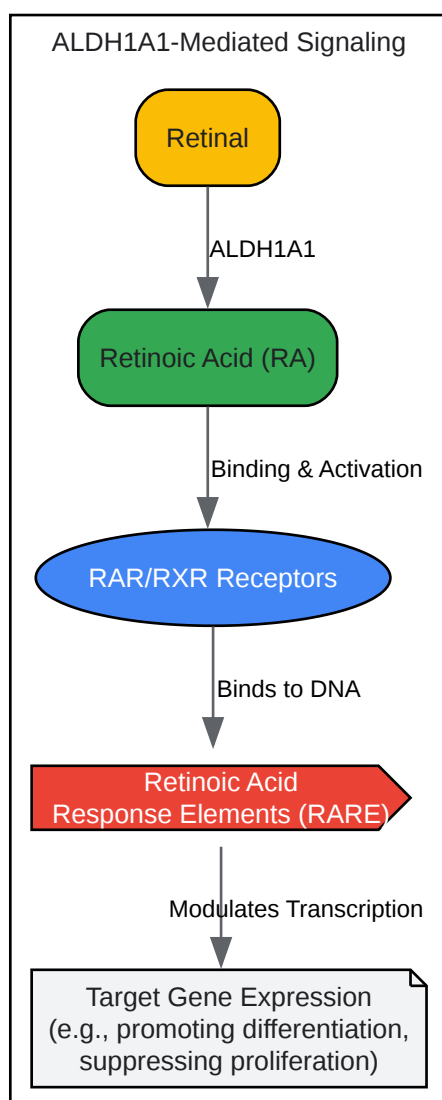 ALDH1A1-Mediated Signaling
Retinal
ALDH1A1
Retinoic Acid (RA)
Binding & Activation
RAR/RXR Receptors
Binds to DNA
Retinoic Acid
Response Elements (RARE)
Modulates Transcription
Target Gene Expression
(e.g., promoting differentiation,
suppressing proliferation)